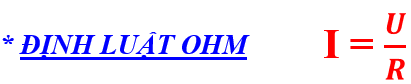 * ĐỊNH LUẬT OHM I = U/R